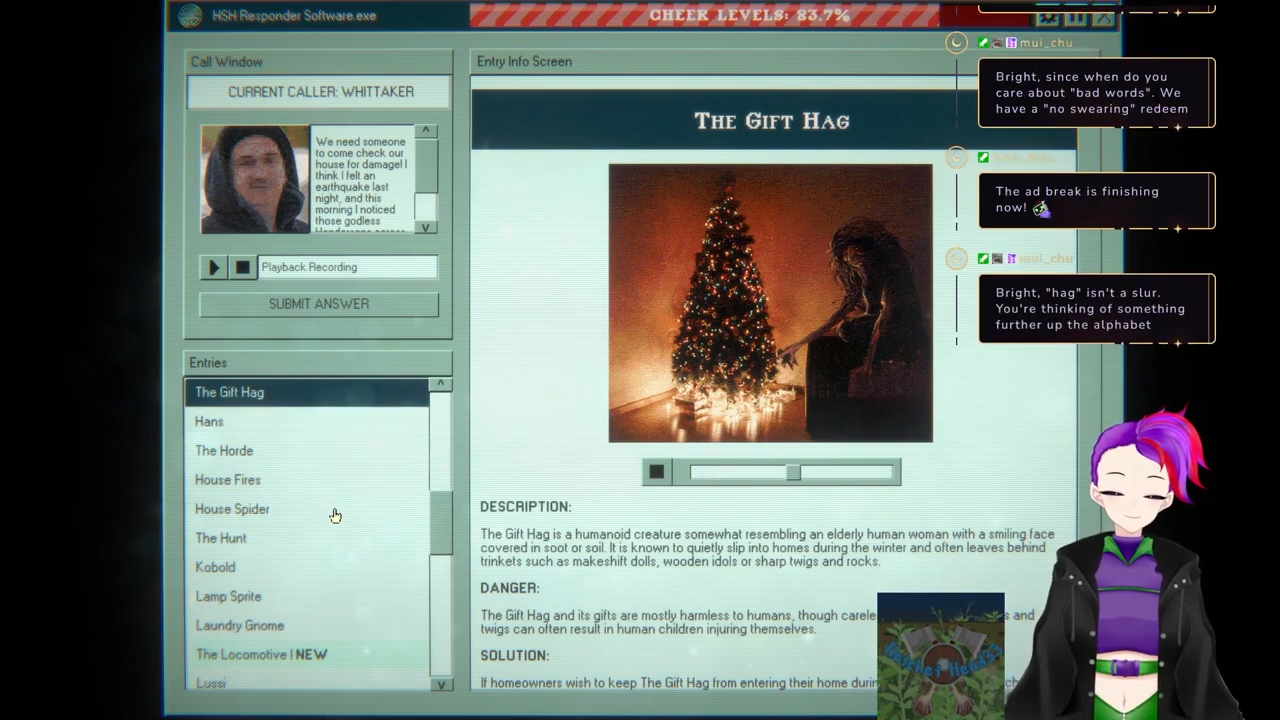 HSH Responder Software.exe
CHEER LEVELS: 83.7%
Call Window
CURRENT CALLER: WHITTAKER
We need someone
to come check our
house for damage! I
think I felt an
earthquake last
night, and this
morning I noticed
those godless
Playback Recording
SUBMIT ANSWER
Entries
The Gift Hag
Hans
The Horde
House Fires
House Spider
The Hunt
Kobold
Lamp Sprite
Laundry Gnome
The Locomotive | NEW
Lussi
Entry Info Screen
The Gift Hag
DESCRIPTION:
The Gift Hag is a humanoid creature somewhat resembling an elderly human woman with a smiling face
covered in soot or soil. It is known to quietly slip into homes during the winter and often leaves behind
trinkets such as makeshift dolls, wooden idols or sharp twigs and rocks.
DANGER:
The Gift Hag and its gifts are mostly harmless to humans, though and
twigs can often result in human children injuring themselves.
SOLUTION:
If homeowners wish to keep The Gift Hag from entering their home
mui_chu
Bright, since when do you
care about "bad words". We
have a "no swearing" redeem
The ad break is finishing
now!
mui_chu
Bright, "hag" isn't a slur.
You're thinking of something
further up the alphabet